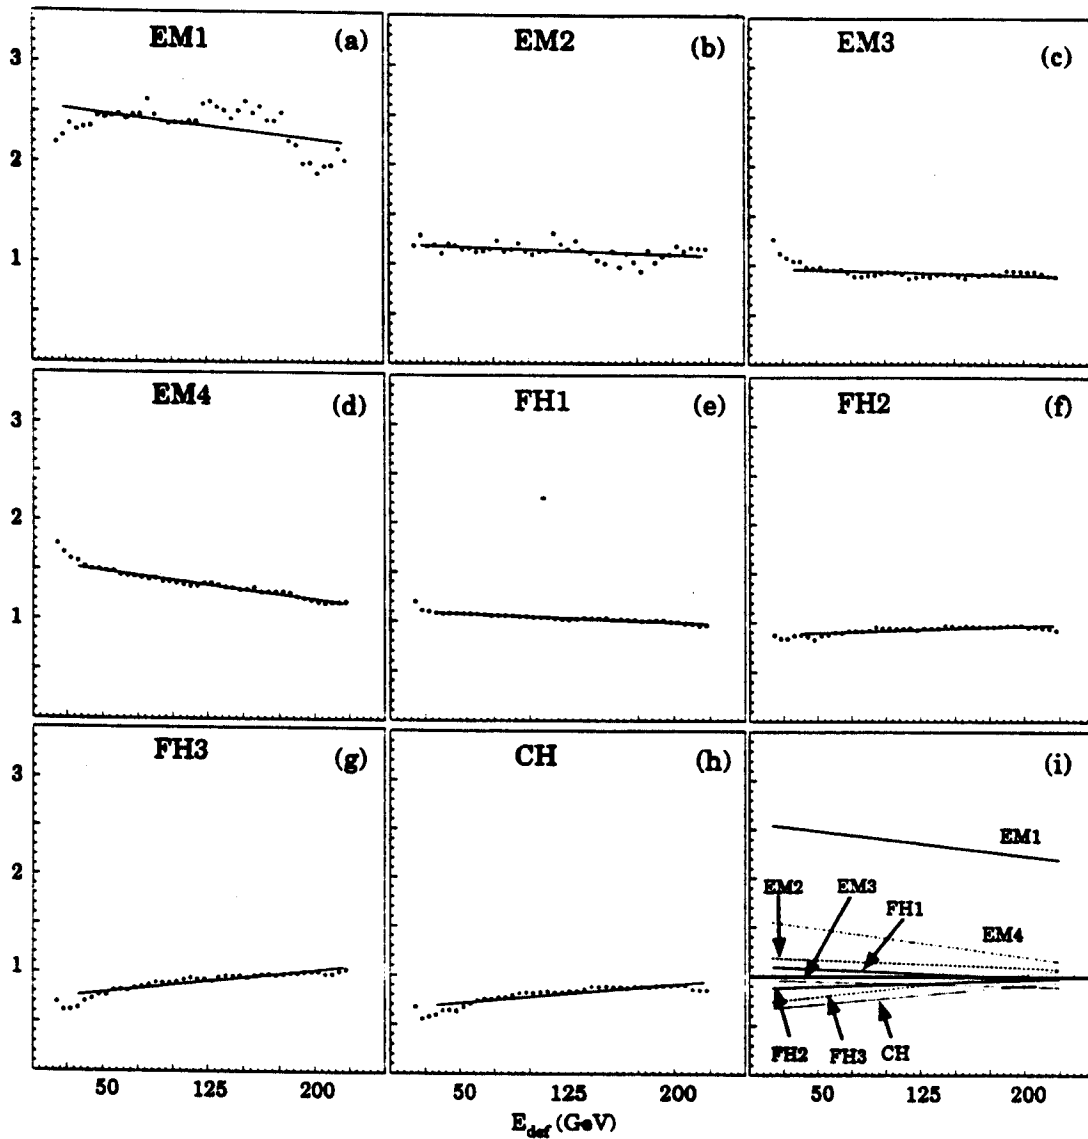 EM1 (a)
EM2 (b)
EM3 (c)
3
2
1
EM4 (d)
FH1 (e)
FH2 (f)
3
2
1
FH3 (g)
CH (h)
(i)
3
2
1
EM1
EM2
EM3
FH1
EM4
FH2
FH3
CH
50 125 200
50 125 200
50 125 200
E_def (GeV)